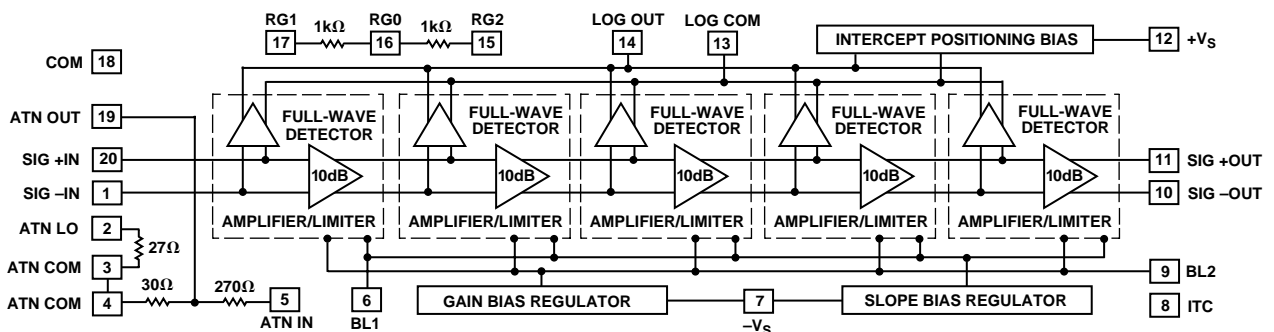 RG1 1kΩ RG0 1kΩ RG2 LOG OUT LOG COM
17 16 15 14 13 INTERCEPT POSITIONING BIAS 12 +VS
COM 18
ATN OUT 19
FULL-WAVE DETECTOR FULL-WAVE DETECTOR FULL-WAVE DETECTOR FULL-WAVE DETECTOR FULL-WAVE DETECTOR
SIG +IN 20 11 SIG +OUT
10dB 10dB 10dB 10dB 10dB
SIG –IN 1 10 SIG –OUT
AMPLIFIER/LIMITER AMPLIFIER/LIMITER AMPLIFIER/LIMITER AMPLIFIER/LIMITER AMPLIFIER/LIMITER
ATN LO 2
27Ω
ATN COM 3 9 BL2
30Ω 270Ω
ATN COM 4 5 6 GAIN BIAS REGULATOR 7 SLOPE BIAS REGULATOR 8 ITC
ATN IN BL1 –VS